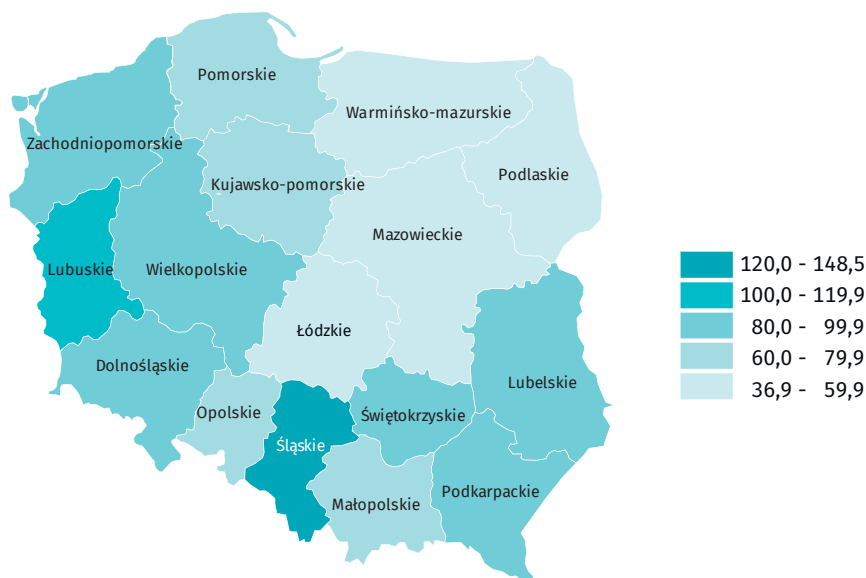 Pomorskie
Warmińsko-mazurskie
Zachodniopomorskie
Podlaskie
Kujawsko-pomorskie
Mazowieckie
Lubuskie
Wielkopolskie
Łódzkie
Dolnośląskie
Lubelskie
Opolskie
Świętokrzyskie
Śląskie
Podkarpackie
Małopolskie
120,0 - 148,5
100,0 - 119,9
80,0 - 99,9
60,0 - 79,9
36,9 - 59,9